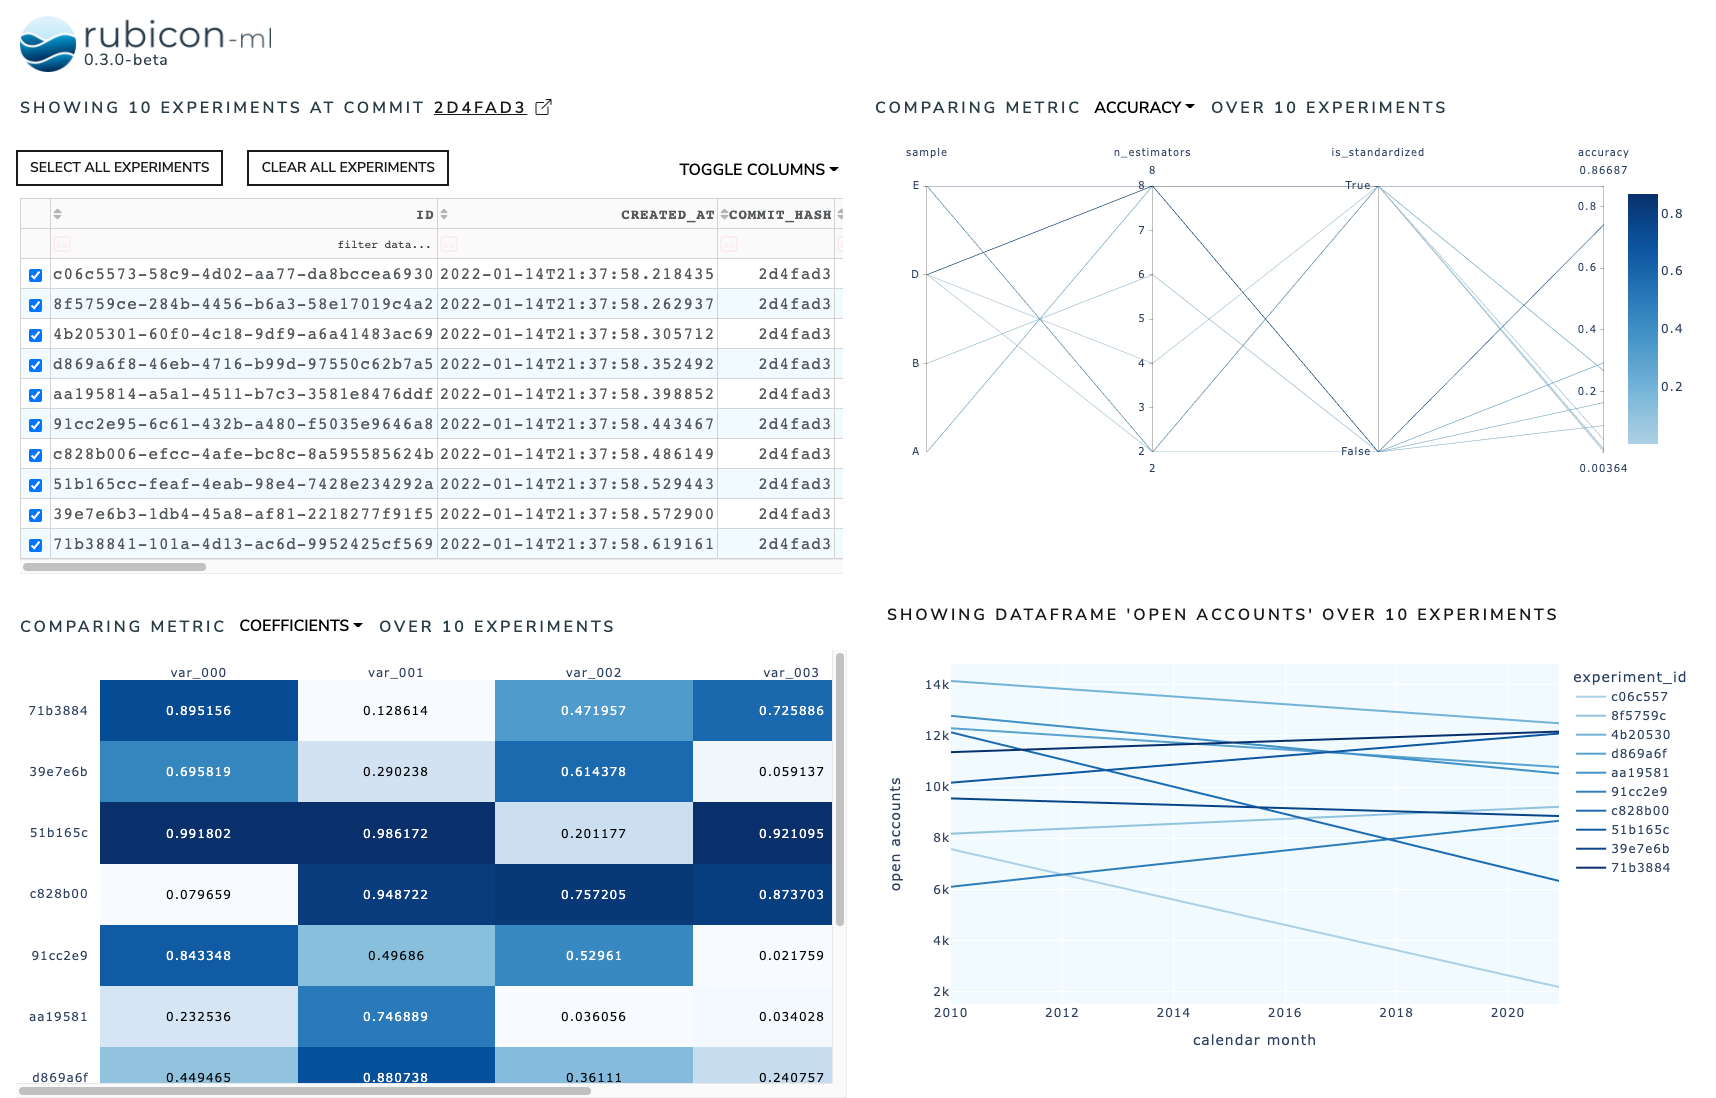 rubicon-ml
0.3.0-beta
SHOWING 10 EXPERIMENTS AT COMMIT 2D4FAD3
SELECT ALL EXPERIMENTS CLEAR ALL EXPERIMENTS TOGGLE COLUMNS
ID CREATED_AT COMMIT_HASH
filter data...
c06c5573-58c9-4d02-aa77-da8bccea6930 2022-01-14T21:37:58.218435 2d4fad3
8f5759ce-284b-4456-b6a3-58e17019c4a2 2022-01-14T21:37:58.262937 2d4fad3
4b205301-60f0-4c18-9df9-a6a41483ac69 2022-01-14T21:37:58.305712 2d4fad3
d869a6f8-46eb-4716-b99d-97550c62b7a5 2022-01-14T21:37:58.352492 2d4fad3
aa195814-a5a1-4511-b7c3-3581e8476ddf 2022-01-14T21:37:58.398852 2d4fad3
91cc2e95-6c61-432b-a480-f5035e9646a8 2022-01-14T21:37:58.443467 2d4fad3
c828b006-efcc-4afe-bc8c-8a595585624b 2022-01-14T21:37:58.486149 2d4fad3
51b165cc-feaf-4eab-98e4-7428e234292a 2022-01-14T21:37:58.529443 2d4fad3
39e7e6b3-1db4-45a8-af81-2218277f91f5 2022-01-14T21:37:58.572900 2d4fad3
71b38841-101a-4d13-ac6d-9952425cf569 2022-01-14T21:37:58.619161 2d4fad3
COMPARING METRIC ACCURACY OVER 10 EXPERIMENTS
sample n_estimators is_standardized accuracy
8 0.86687
E 8 True
0.8 0.8
7
D 6 0.6 0.6
5
B 4 0.4 0.4
3 0.2 0.2
A 2 False
2 0.00364
COMPARING METRIC COEFFICIENTS OVER 10 EXPERIMENTS
var_000 var_001 var_002 var_003
71b3884 0.895156 0.128614 0.471957 0.725886
39e7e6b 0.695819 0.290238 0.614378 0.059137
51b165c 0.991802 0.986172 0.201177 0.921095
c828b00 0.079659 0.948722 0.757205 0.873703
91cc2e9 0.843348 0.49686 0.52961 0.021759
aa19581 0.232536 0.746889 0.036056 0.034028
d869a6f 0.449465 0.880738 0.36111 0.240757
SHOWING DATAFRAME 'OPEN ACCOUNTS' OVER 10 EXPERIMENTS
14k
12k
10k
8k
6k
4k
2k
open accounts
2010 2012 2014 2016 2018 2020
calendar month
experiment_id
c06c557
8f5759c
4b20530
d869a6f
aa19581
91cc2e9
c828b00
51b165c
39e7e6b
71b3884